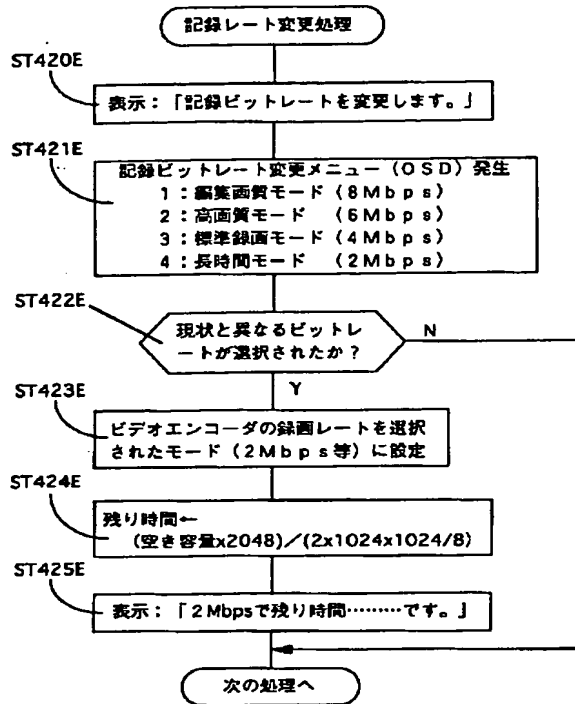 記録レート変更処理
ST420E
表示：「記録ビットレートを変更します。」
ST421E
記録ビットレート変更メニュー（OSD）発生
1：編集画質モード（8Mbps）
2：高画質モード （6Mbps）
3：標準録画モード（4Mbps）
4：長時間モード （2Mbps）
ST422E
現状と異なるビットレ
ートが選択されたか？
N
Y
ST423E
ビデオエンコーダの録画レートを選択
されたモード（2Mbps等）に設定
ST424E
残り時間←
（空き容量x2048）／(2x1024x1024/8)
ST425E
表示：「2Mbpsで残り時間………です。」
次の処理へ